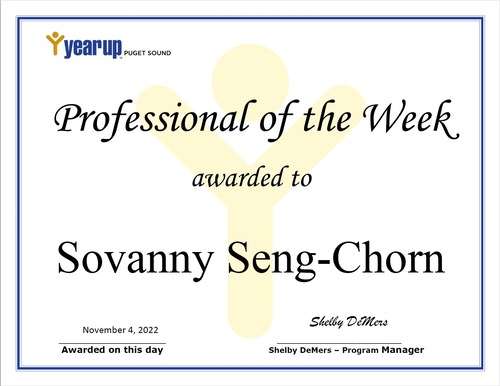 yearup PUGET SOUND
Professional of the Week
awarded to
Sovanny Seng-Chorn
November 4, 2022
Shelby DeMers
Awarded on this day
Shelby DeMers – Program Manager